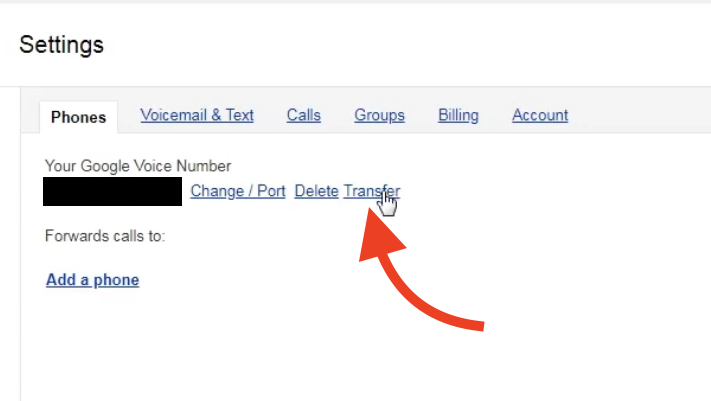 Settings
Phones Voicemail & Text Calls Groups Billing Account
Your Google Voice Number
Change / Port Delete Transfer
Forwards calls to:
Add a phone